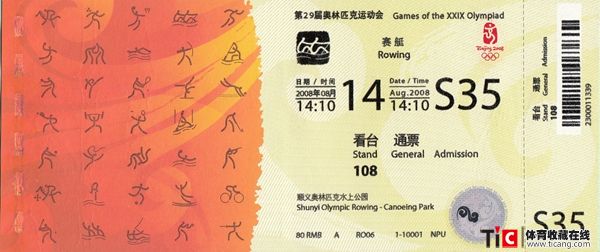 第29届奥林匹克运动会 Games of the XXIX Olympiad
赛艇
Rowing
Beijing 2008
日期 / 时间 Date / Time
2008年08月 14 Aug.2008 S35
14:10 14:10
看台 通票
Stand General Admission
108
顺义奥林匹克水上公园
Shunyi Olympic Rowing - Canoeing Park
80 RMB A RO06 1-10001 NPU
S35
看台 通票
Stand General Admission
108
2300011339
TiC 体育收藏在线
www.ticang.com